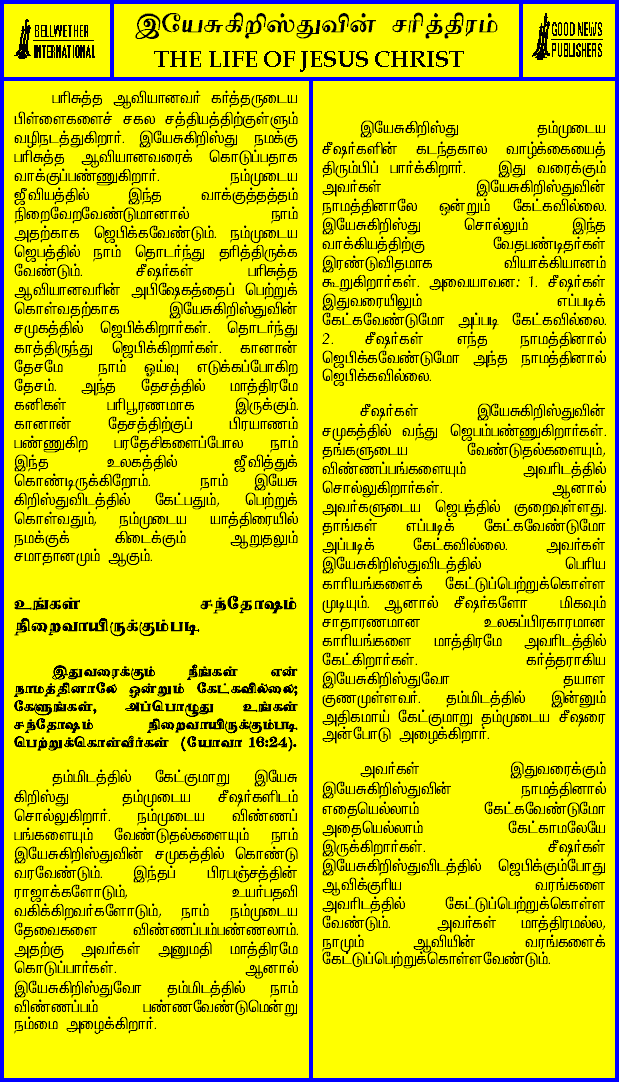 BELLWETHER
INTERNATIONAL
இயேசுகிறிஸ்துவின் சரித்திரம்
THE LIFE OF JESUS CHRIST
GOOD NEWS
PUBLISHERS
பரிசுத்த ஆவியானவர் கர்த்தருடைய
பிள்ளைகளைச் சகல சத்தியத்திற்குள்ளும்
வழிநடத்துகிறார். இயேசுகிறிஸ்து நமக்கு
பரிசுத்த ஆவியானவரைக் கொடுப்பதாக
வாக்குப்பண்ணுகிறார். நம்முடைய
ஜீவியத்தில் இந்த வாக்குத்தத்தம்
நிறைவேறவேண்டுமானால் நாம்
அதற்காக ஜெபிக்கவேண்டும். நம்முடைய
ஜெபத்தில் நாம் தொடர்ந்து தரித்திருக்க
வேண்டும். சீஷர்கள் பரிசுத்த
ஆவியானவரின் அபிஷேகத்தைப் பெற்றுக்
கொள்வதற்காக இயேசுகிறிஸ்துவின்
சமுகத்தில் ஜெபிக்கிறார்கள். தொடர்ந்து
காத்திருந்து ஜெபிக்கிறார்கள். கானான்
தேசமே நாம் ஓய்வு எடுக்கப்போகிற
தேசம். அந்த தேசத்தில் மாத்திரமே
கனிகள் பரிபூரணமாக இருக்கும்.
கானான் தேசத்திற்குப் பிரயாணம்
பண்ணுகிற பரதேசிகளைப்போல நாம்
இந்த உலகத்தில் ஜீவித்துக்
கொண்டிருக்கிறோம். நாம் இயேசு
கிறிஸ்துவிடத்தில் கேட்பதும், பெற்றுக்
கொள்வதும், நம்முடைய யாத்திரையில்
நமக்குக் கிடைக்கும் ஆறுதலும்
சமாதானமும் ஆகும்.
உங்கள் சந்தோஷம்
நிறைவாயிருக்கும்படி
இதுவரைக்கும் நீங்கள் என்
நாமத்தினாலே ஒன்றும் கேட்கவில்லை;
கேளுங்கள், அப்பொழுது உங்கள்
சந்தோஷம் நிறைவாயிருக்கும்படி
பெற்றுக்கொள்வீர்கள் (யோவா 16:24).
தம்மிடத்தில் கேட்குமாறு இயேசு
கிறிஸ்து தம்முடைய சீஷர்களிடம்
சொல்லுகிறார். நம்முடைய விண்ணப்
பங்களையும் வேண்டுதல்களையும் நாம்
இயேசுகிறிஸ்துவின் சமுகத்தில் கொண்டு
வரவேண்டும். இந்தப் பிரபஞ்சத்தின்
ராஜாக்களோடும், உயர்பதவி
வகிக்கிறவர்களோடும், நாம் நம்முடைய
தேவைகளை விண்ணப்பம்பண்ணலாம்.
அதற்கு அவர்கள் அனுமதி மாத்திரமே
கொடுப்பார்கள். ஆனால்
இயேசுகிறிஸ்துவோ தம்மிடத்தில் நாம்
விண்ணப்பம் பண்ணவேண்டுமென்று
நம்மை அழைக்கிறார்.
இயேசுகிறிஸ்து தம்முடைய
சீஷர்களின் கடந்தகால வாழ்க்கையைத்
திரும்பிப் பார்க்கிறார். இது வரைக்கும்
அவர்கள் இயேசுகிறிஸ்துவின்
நாமத்தினாலே ஒன்றும் கேட்கவில்லை.
இயேசுகிறிஸ்து சொல்லும் இந்த
வாக்கியத்திற்கு வேதபண்டிதர்கள்
இரண்டுவிதமாக வியாக்கியானம்
கூறுகிறார்கள். அவையாவன: 1. சீஷர்கள்
இதுவரையிலும் எப்படிக்
கேட்கவேண்டுமோ அப்படி கேட்கவில்லை.
2. சீஷர்கள் எந்த நாமத்தினால்
ஜெபிக்கவேண்டுமோ அந்த நாமத்தினால்
ஜெபிக்கவில்லை.
சீஷர்கள் இயேசுகிறிஸ்துவின்
சமுகத்தில் வந்து ஜெபம்பண்ணுகிறார்கள்.
தங்களுடைய வேண்டுதல்களையும்,
விண்ணப்பங்களையும் அவரிடத்தில்
சொல்லுகிறார்கள். ஆனால்
அவர்களுடைய ஜெபத்தில் குறைவுள்ளது.
தாங்கள் எப்படிக் கேட்கவேண்டுமோ
அப்படிக் கேட்கவில்லை. அவர்கள்
இயேசுகிறிஸ்துவிடத்தில் பெரிய
காரியங்களைக் கேட்டுப்பெற்றுக்கொள்ள
முடியும். ஆனால் சீஷர்களோ மிகவும்
சாதாரணமான உலகப்பிரகாரமான
காரியங்களை மாத்திரமே அவரிடத்தில்
கேட்கிறார்கள். கர்த்தராகிய
இயேசுகிறிஸ்துவோ தயாள
குணமுள்ளவர். தம்மிடத்தில் இன்னும்
அதிகமாய் கேட்குமாறு தம்முடைய சீஷரை
அன்போடு அழைக்கிறார்.
அவர்கள் இதுவரைக்கும்
இயேசுகிறிஸ்துவின் நாமத்தினால்
எதையெல்லாம் கேட்கவேண்டுமோ
அதையெல்லாம் கேட்காமலேயே
இருக்கிறார்கள். சீஷர்கள்
இயேசுகிறிஸ்துவிடத்தில் ஜெபிக்கும்போது
ஆவிக்குரிய வரங்களை
அவரிடத்தில் கேட்டுப்பெற்றுக்கொள்ள
வேண்டும். அவர்கள் மாத்திரமல்ல,
நாமும் ஆவியின் வரங்களைக்
கேட்டுப்பெற்றுக்கொள்ளவேண்டும்.